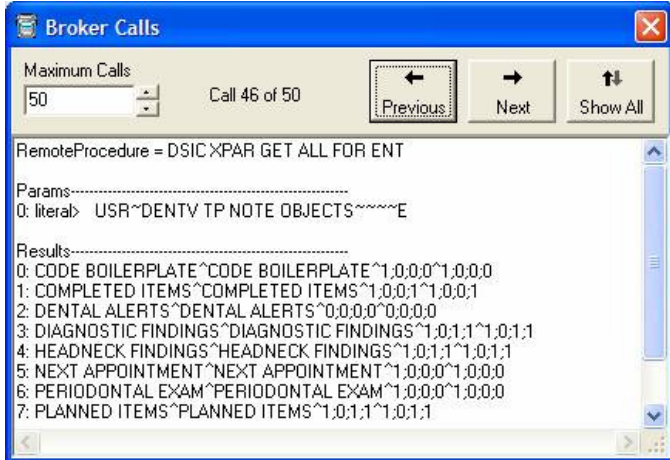 Broker Calls
Maximum Calls
50
Call 46 of 50
Previous
Next
Show All
RemoteProcedure = DSIC XPAR GET ALL FOR ENT
Params------------------------------------------------------------
0: literal> USR~DENTV TP NOTE OBJECTS~~~~E
Results-----------------------------------------------------------
0: CODE BOILERPLATE^CODE BOILERPLATE^1;0;0;0^1;0;0;0
1: COMPLETED ITEMS^COMPLETED ITEMS^1;0;0;1^1;0;0;1
2: DENTAL ALERTS^DENTAL ALERTS^0;0;0;0^0;0;0;0
3: DIAGNOSTIC FINDINGS^DIAGNOSTIC FINDINGS^1;0;1;1^1;0;1;1
4: HEADNECK FINDINGS^HEADNECK FINDINGS^1;0;1;1^1;0;1;1
5: NEXT APPOINTMENT^NEXT APPOINTMENT^1;0;0;0^1;0;0;0
6: PERIODONTAL EXAM^PERIODONTAL EXAM^1;0;0;0^1;0;0;0
7: PLANNED ITEMS^PLANNED ITEMS^1;0;1;1^1;0;1;1